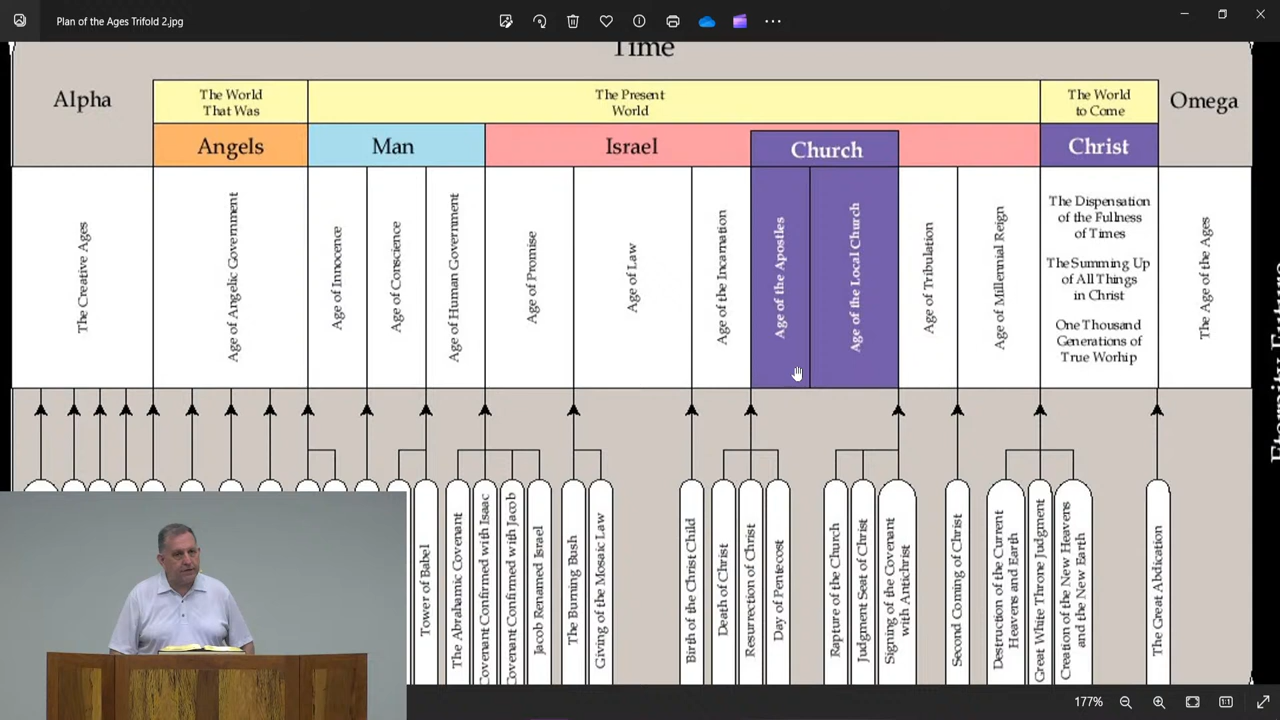 Plan of the Ages Trifold 2.jpg
Time
Alpha
The World
That Was
The Present
World
The World
to Come
Omega
Angels
Man
Israel
Church
Christ
The Creative Ages
Age of Angelic Government
Age of Innocence
Age of Conscience
Age of Human Government
Age of Promise
Age of Law
Age of the Incarnation
Age of the Apostles
Age of the Local Church
Age of Tribulation
Age of Millennial Reign
The Dispensation
of the Fullness
of Times
The Summing Up
of All Things
in Christ
One Thousand
Generations of
True Worhip
The Age of the Ages
Tower of Babel
The Abrahamic Covenant
Covenant Confirmed with Isaac
Covenant Confirmed with Jacob
Jacob Renamed Israel
The Burning Bush
Giving of the Mosaic Law
Birth of the Christ Child
Death of Christ
Resurrection of Christ
Day of Pentecost
Rapture of the Church
Judgment Seat of Christ
Signing of the Covenant
with Antichrist
Second Coming of Christ
Destruction of the Current
Heavens and Earth
Great White Throne Judgment
Creation of the New Heavens
and the New Earth
The Great Abdication
177%
1:1